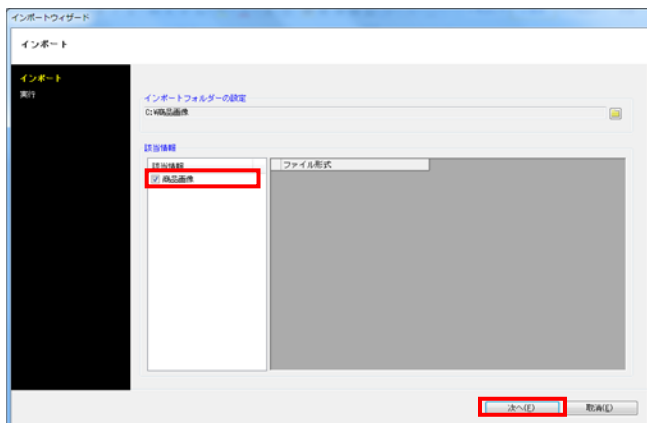 インポートウィザード
インポート
インポート
実行
インポートフォルダーの設定
C:¥商品画像
該当情報
該当情報
ファイル形式
商品画像
次へ(F)
取消(E)